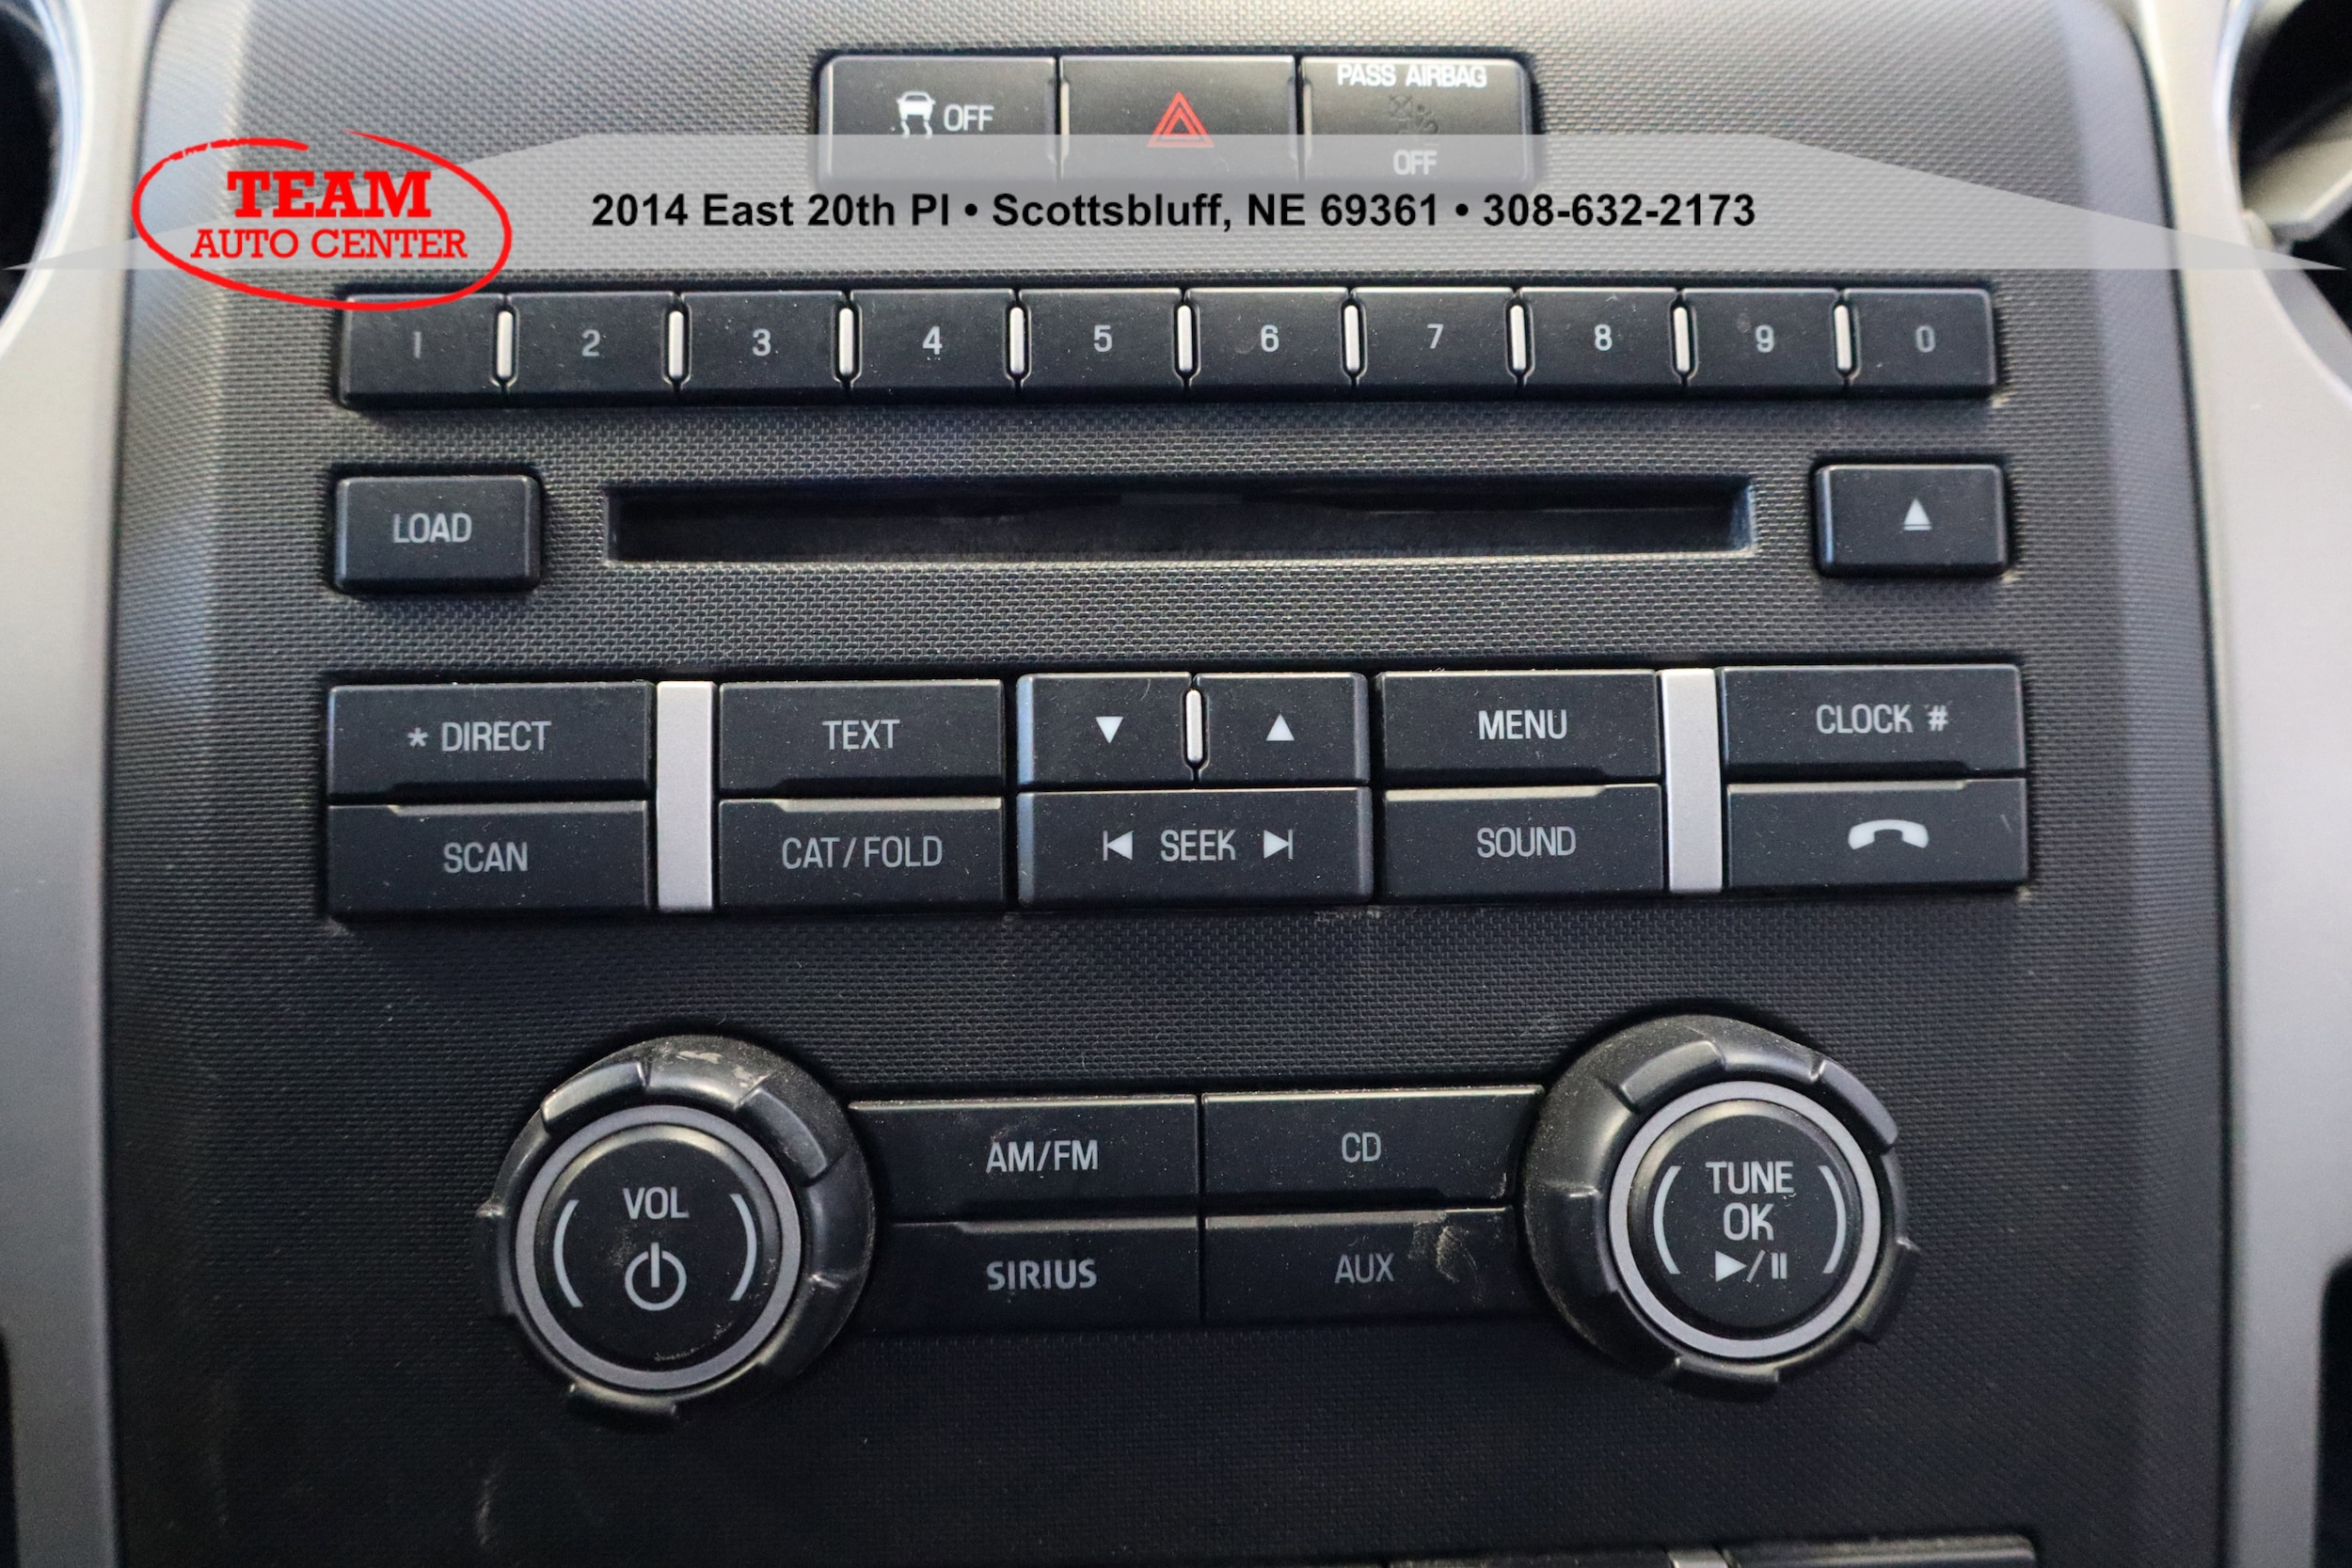 OFF
PASS AIRBAG
OFF
TEAM
AUTO CENTER
2014 East 20th Pl • Scottsbluff, NE 69361 • 308-632-2173
1 2 3 4 5 6 7 8 9 0
LOAD
* DIRECT TEXT MENU CLOCK #
SCAN CAT/FOLD SEEK SOUND
AM/FM CD
VOL
SIRIUS AUX
TUNE
OK